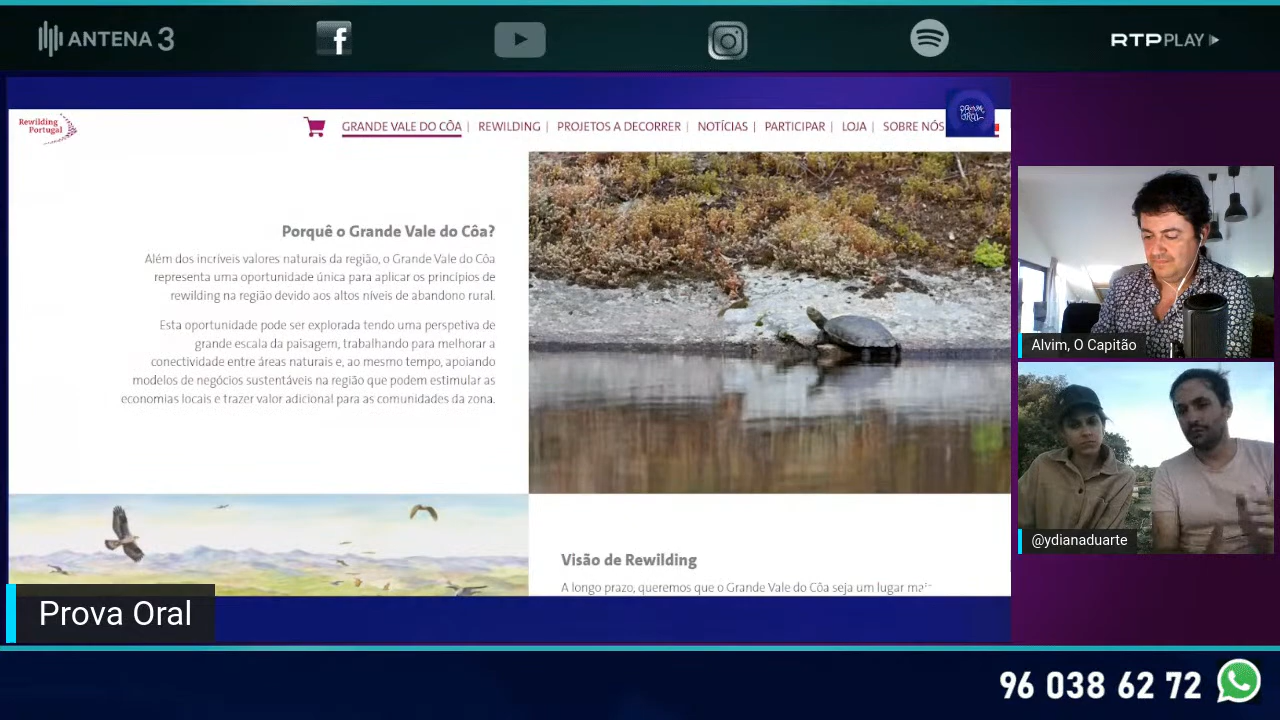 ANTENA 3
RTP PLAY
Rewilding
Portugal
GRANDE VALE DO CÔA | REWILDING | PROJETOS A DECORRER | NOTÍCIAS | PARTICIPAR | LOJA | SOBRE NÓS
PROVA
ORAL
Porquê o Grande Vale do Côa?
Além dos incríveis valores naturais da região, o Grande Vale do Côa
representa uma oportunidade única para aplicar os princípios de
rewilding na região devido aos altos níveis de abandono rural.
Esta oportunidade pode ser explorada tendo uma perspetiva de
grande escala da paisagem, trabalhando para melhorar a
conectividade entre áreas naturais e, ao mesmo tempo, apoiando
modelos de negócios sustentáveis na região que podem estimular as
economias locais e trazer valor adicional para as comunidades da zona.
Visão de Rewilding
A longo prazo, queremos que o Grande Vale do Côa seja um lugar mais
Alvim, O Capitão
@ydianaduarte
Prova Oral
96 038 62 72